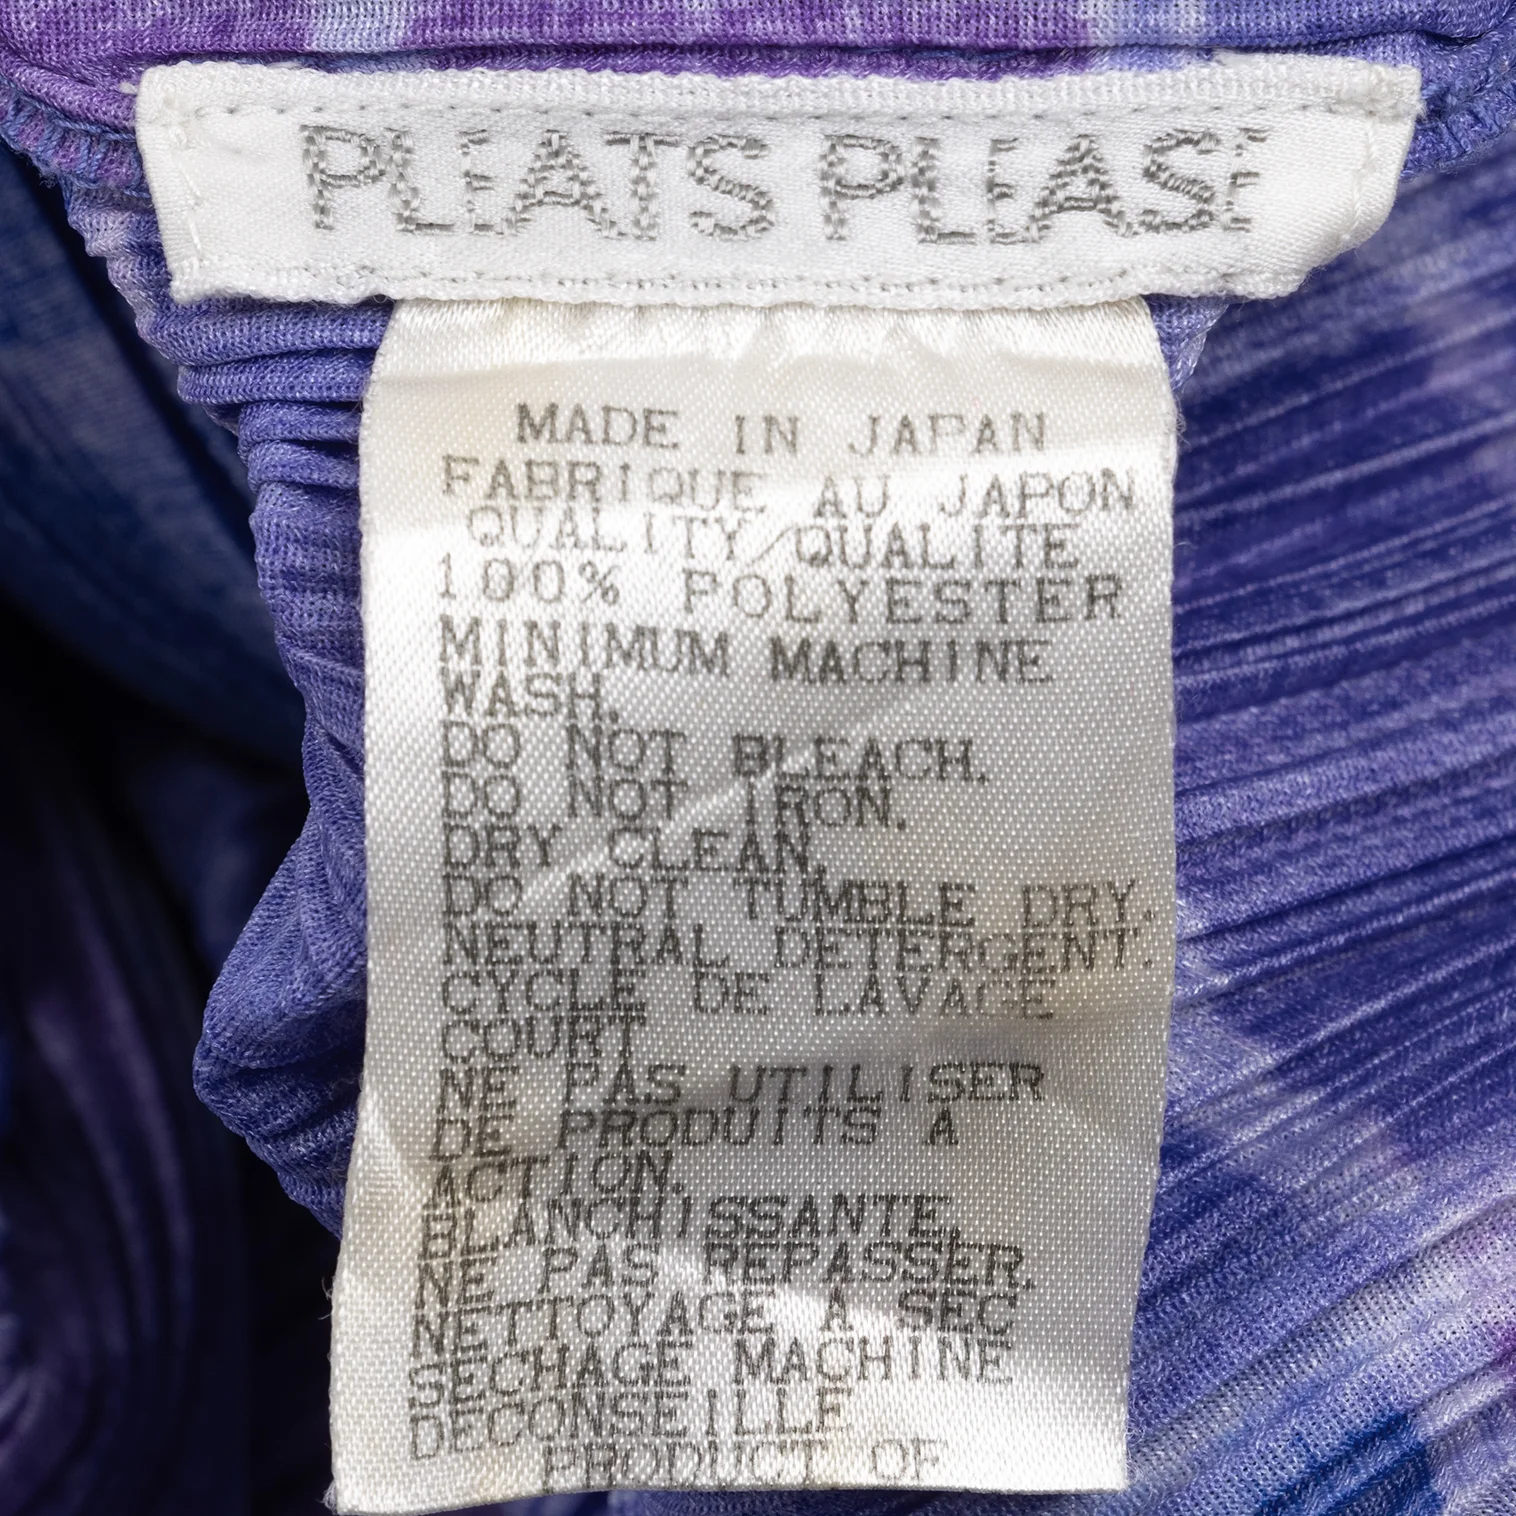 PLEATS PLEASE
MADE IN JAPAN
FABRIQUE AU JAPON
QUALITY/QUALITE
100% POLYESTER
MINIMUM MACHINE
WASH.
DO NOT BLEACH.
DO NOT IRON.
DRY CLEAN.
DO NOT TUMBLE DRY.
NEUTRAL DETERGENT.
CYCLE DE LAVAGE
COURT
NE PAS UTILISER
DE PRODUITS A
ACTION.
BLANCHISSANTE.
NE PAS REPASSER.
NETTOYAGE A SEC
SECHAGE MACHINE
DECONSEILLE
PRODUCT OF